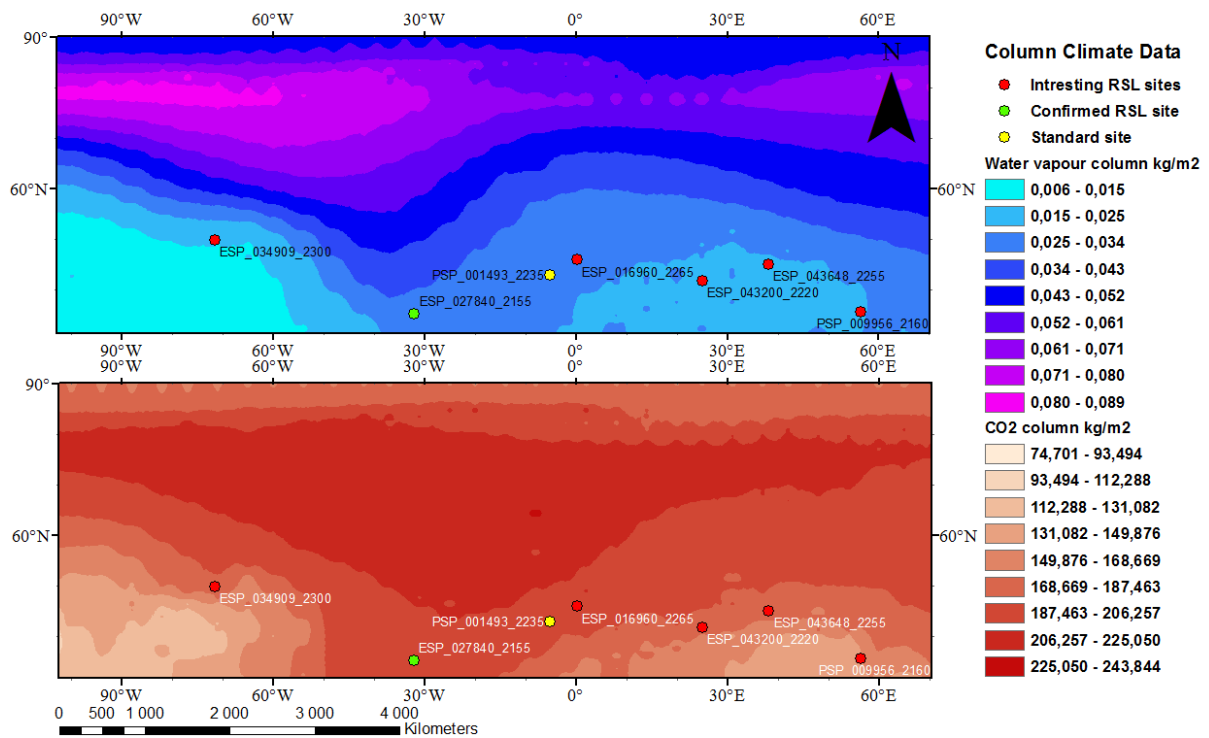 90°W 60°W 30°W 0° 30°E 60°E
90°
N
60°N 60°N
ESP_034909_2300
PSP_001493_2235
ESP_016960_2265
ESP_043648_2255
ESP_027840_2155
ESP_043200_2220
PSP_009956_2160
90°W 60°W 30°W 0° 30°E 60°E
90°W 60°W 30°W 0° 30°E 60°E
90°
60°N 60°N
ESP_034909_2300
PSP_001493_2235
ESP_016960_2265
ESP_043648_2255
ESP_027840_2155
ESP_043200_2220
PSP_009956_2160
90°W 60°W 30°W 0° 30°E 60°E
0 500 1 000 2 000 3 000 4 000
Kilometers
Column Climate Data
Intresting RSL sites
Confirmed RSL site
Standard site
Water vapour column kg/m2
0,006 - 0,015
0,015 - 0,025
0,025 - 0,034
0,034 - 0,043
0,043 - 0,052
0,052 - 0,061
0,061 - 0,071
0,071 - 0,080
0,080 - 0,089
CO2 column kg/m2
74,701 - 93,494
93,494 - 112,288
112,288 - 131,082
131,082 - 149,876
149,876 - 168,669
168,669 - 187,463
187,463 - 206,257
206,257 - 225,050
225,050 - 243,844